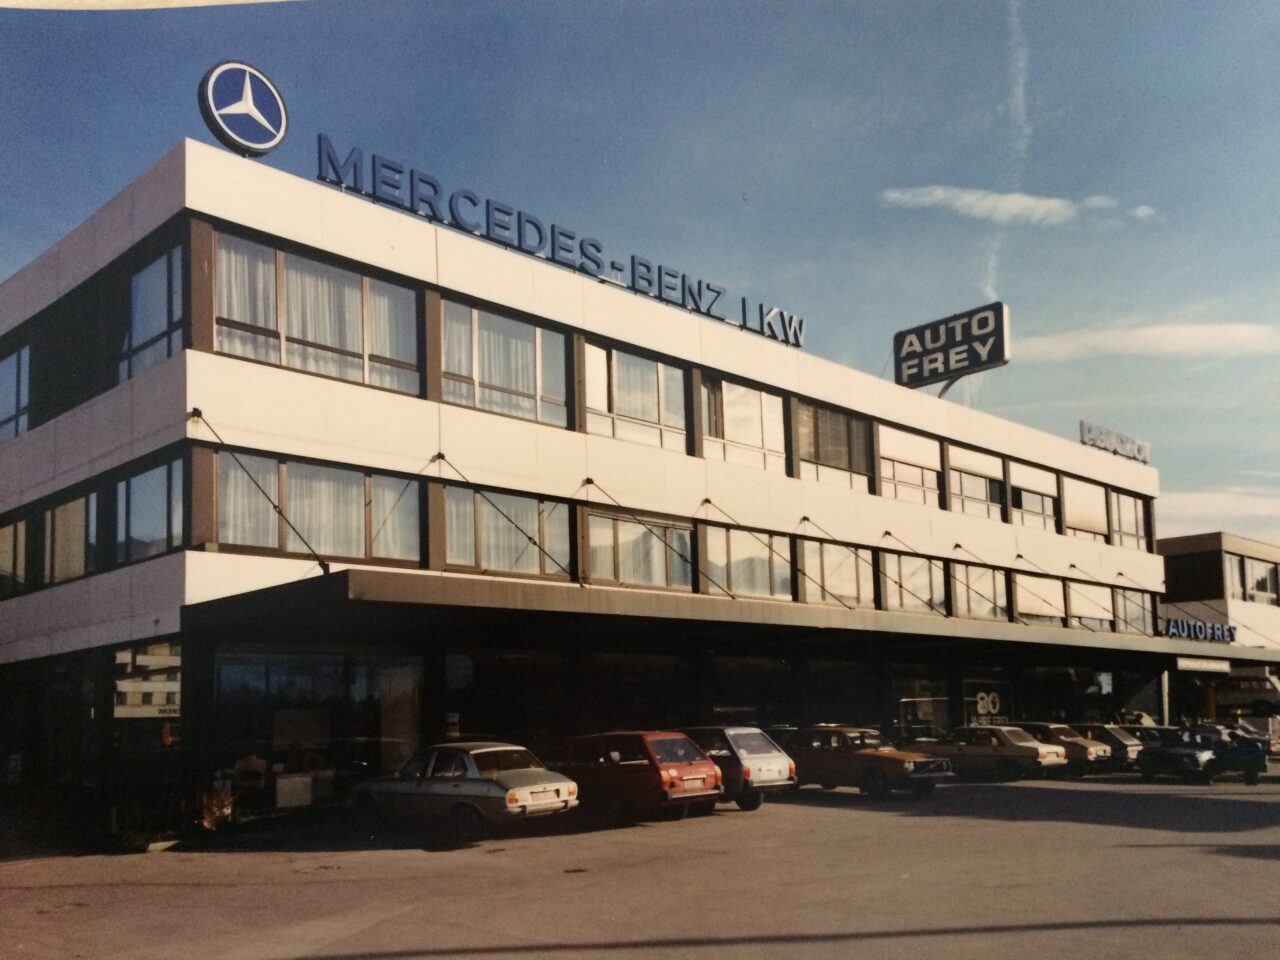 MERCEDES-BENZ LKW
AUTO
FREY
PEUGEOT
AUTOFREY
80
JAHRE FREY